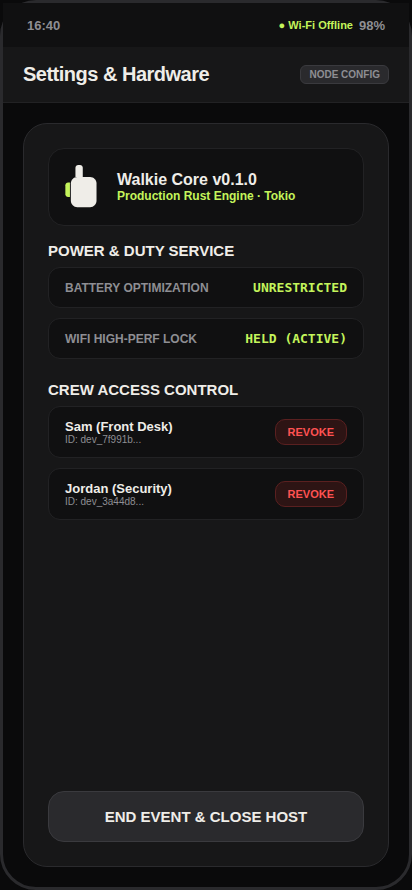 16:40
● Wi-Fi Offline 98%
Settings & Hardware
NODE CONFIG
Walkie Core v0.1.0
Production Rust Engine · Tokio
POWER & DUTY SERVICE
BATTERY OPTIMIZATION UNRESTRICTED
WIFI HIGH-PERF LOCK HELD (ACTIVE)
CREW ACCESS CONTROL
Sam (Front Desk)
ID: dev_7f991b...
REVOKE
Jordan (Security)
ID: dev_3a44d8...
REVOKE
END EVENT & CLOSE HOST